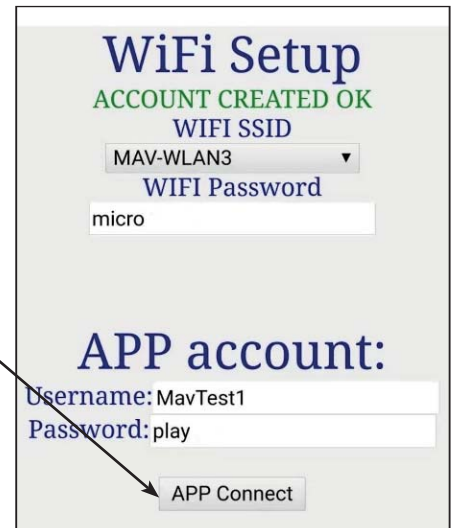 WiFi Setup
ACCOUNT CREATED OK
WIFI SSID
MAV-WLAN3
WIFI Password
micro
APP account:
Username: MavTest1
Password: play
APP Connect